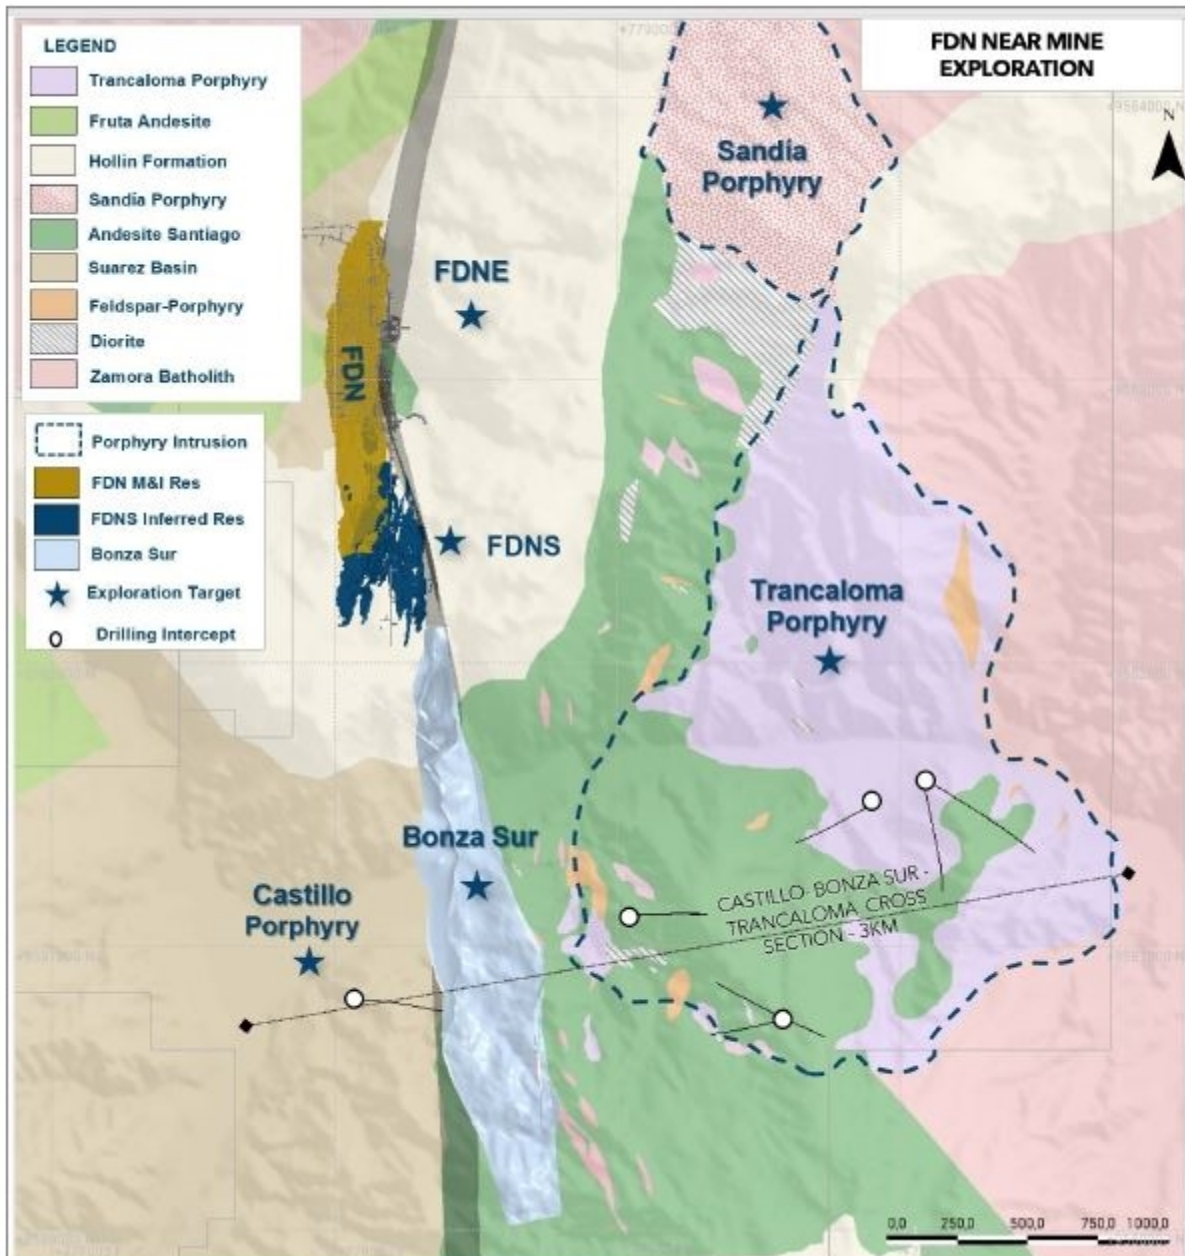 FDN NEAR MINE
EXPLORATION
LEGEND
Trancaloma Porphyry
Fruta Andesite
Hollin Formation
Sandia Porphyry
Andesite Santiago
Suarez Basin
Feldspar-Porphyry
Diorite
Zamora Batholith
Porphyry Intrusion
FDN M&I Res
FDNS Inferred Res
Bonza Sur
Exploration Target
Drilling Intercept
N
Sandia
Porphyry
FDNE
FDN
FDNS
Trancaloma
Porphyry
Bonza Sur
Castillo
Porphyry
CASTILLO- BONZA SUR -
TRANCALOMA CROSS
SECTION - 3KM
0,0 250,0 500,0 750,0 1000,0